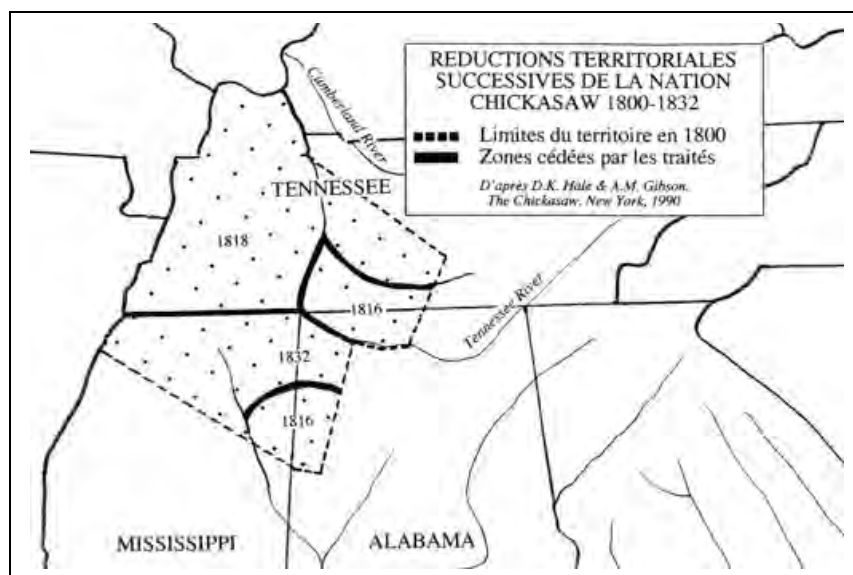 REDUCTIONS TERRITORIALES
SUCCESSIVES DE LA NATION
CHICKASAW 1800-1832
Limites du territoire en 1800
Zones cédées par les traités
D'après D.K. Hale & A.M. Gibson.
The Chickasaw. New York, 1990
Cumberland River
TENNESSEE
1818
1816
Tennessee River
1832
1816
MISSISSIPPI
ALABAMA